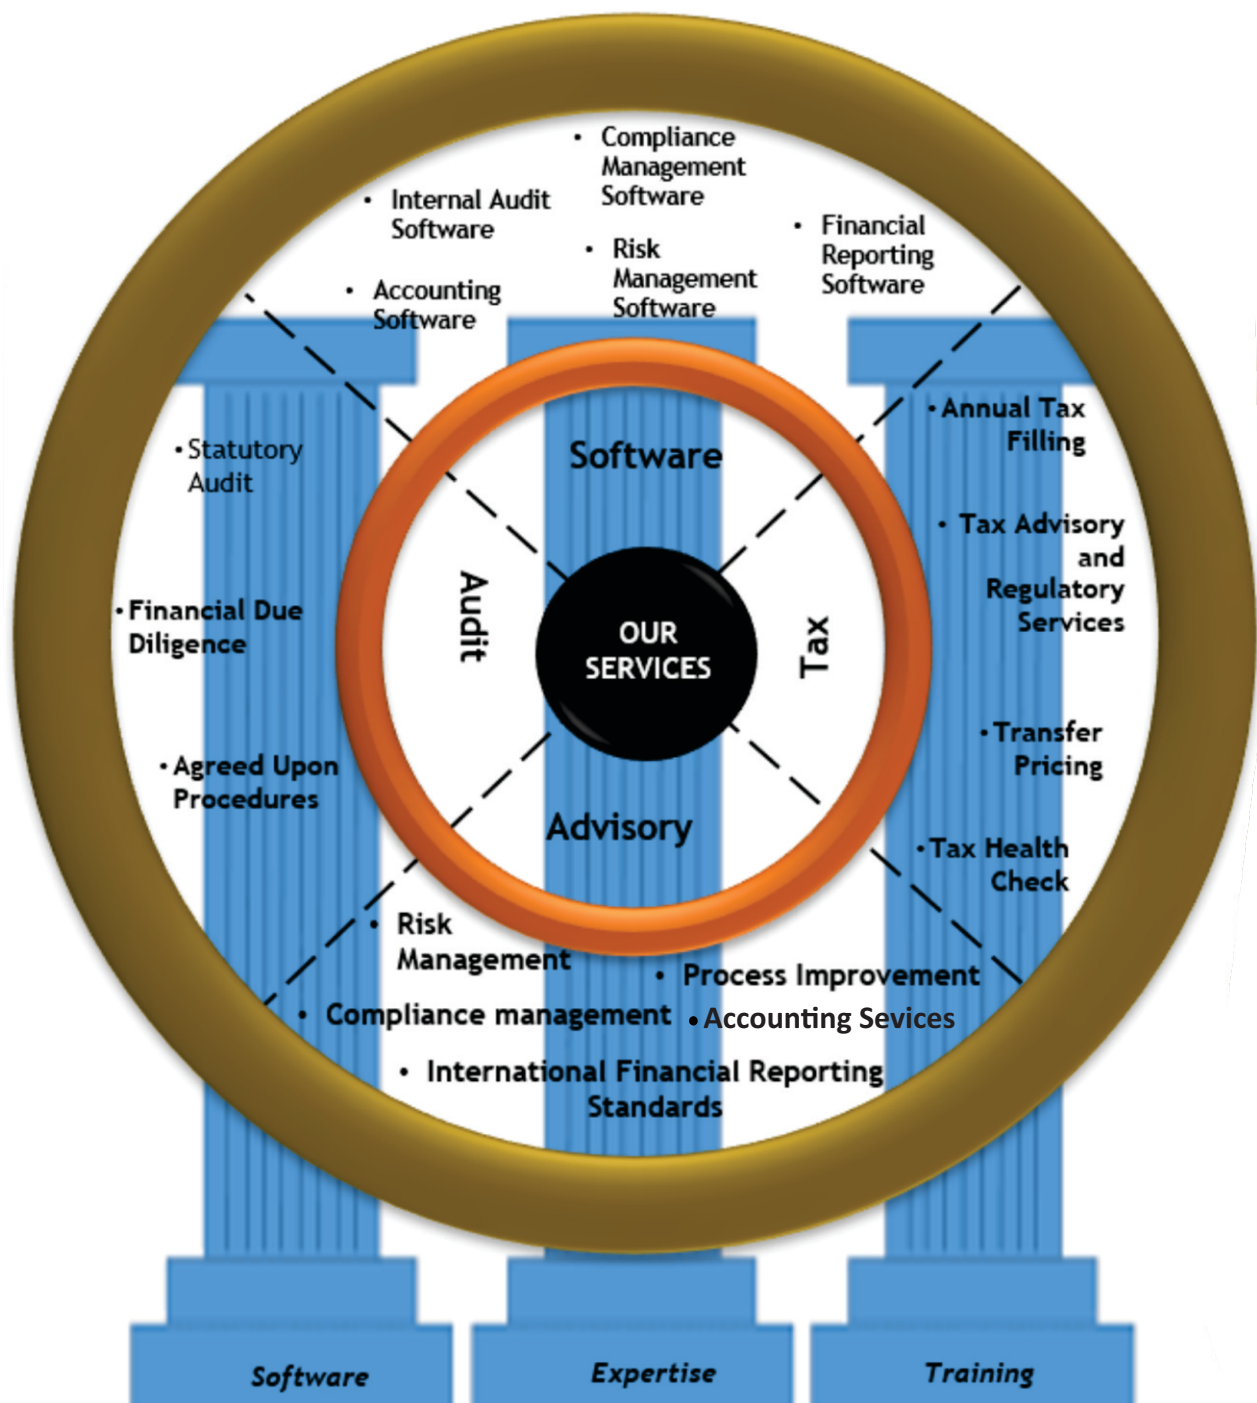 • Compliance
Management
Software
• Internal Audit
Software
• Financial
Reporting
Software
• Risk
Management
Software
• Accounting
Software
Software
• Annual Tax
Filling
• Statutory
Audit
• Tax Advisory
and
Regulatory
Services
Audit
OUR
SERVICES
Tax
• Financial Due
Diligence
• Transfer
Pricing
• Agreed Upon
Procedures
Advisory
• Tax Health
Check
• Risk
Management
• Process Improvement
• Compliance management
• Accounting Sevices
• International Financial Reporting
Standards
Software
Expertise
Training